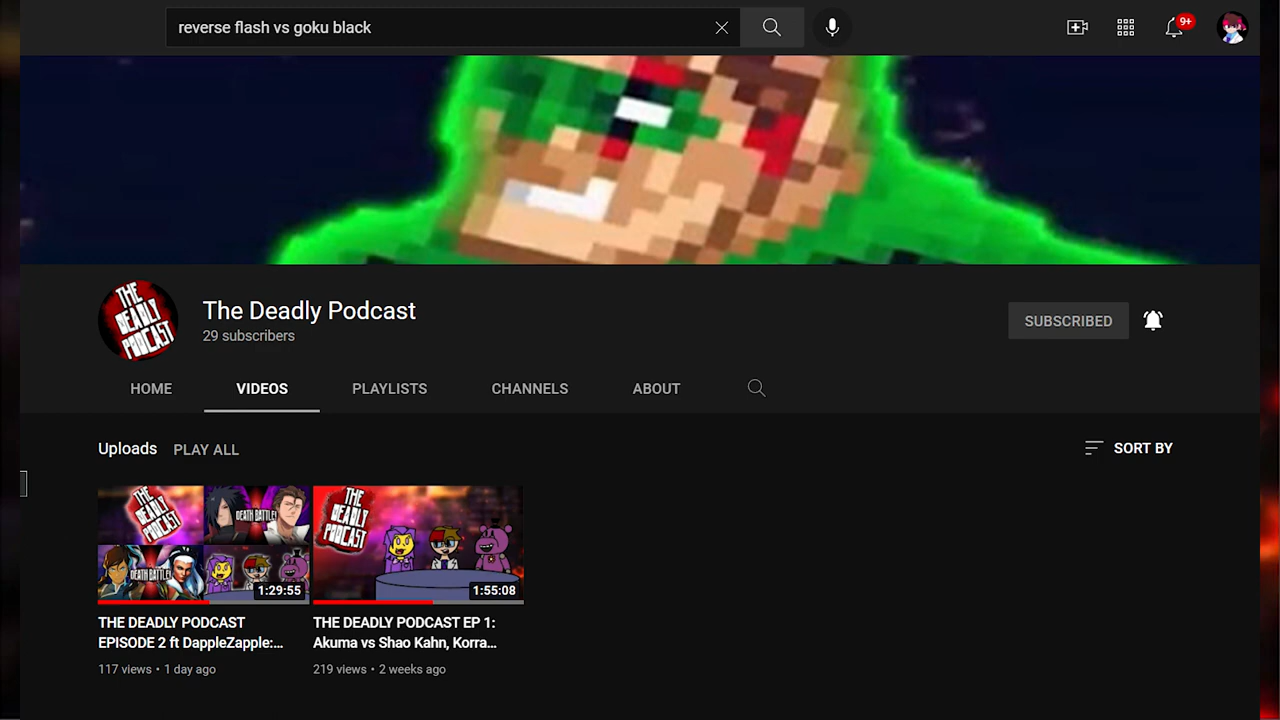 reverse flash vs goku black
9+
THE
DEADLY
PODCAST
The Deadly Podcast
29 subscribers
SUBSCRIBED
HOME VIDEOS PLAYLISTS CHANNELS ABOUT
Uploads PLAY ALL SORT BY
THE
DEADLY
PODCAST
DEATH BATTLE!
DEATH BATTLE!
1:29:55
THE
DEADLY
PODCAST
1:55:08
THE DEADLY PODCAST
EPISODE 2 ft DappleZapple:...
117 views • 1 day ago
THE DEADLY PODCAST EP 1:
Akuma vs Shao Kahn, Korra...
219 views • 2 weeks ago